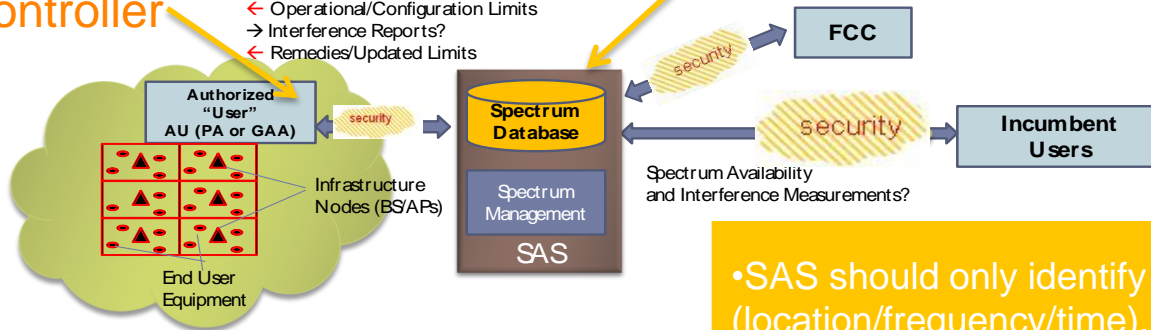 ontroller
← Operational/Configuration Limits
→ Interference Reports?
← Remedies/Updated Limits
FCC
security
Authorized
“User”
AU (PA or GAA)
security
Spectrum
Database
security
Incumbent
Users
Spectrum Availability
and Interference Measurements?
Infrastructure
Nodes (BS/APs)
Spectrum
Management
SAS
End User
Equipment
•SAS should only identify
(location/frequency/time).